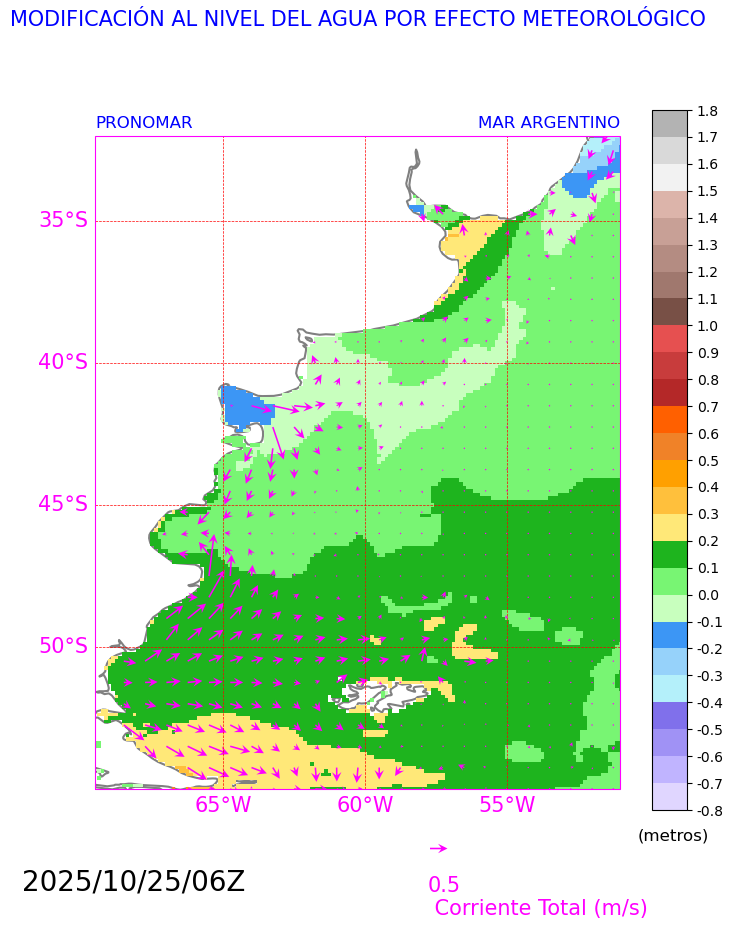 MODIFICACIÓN AL NIVEL DEL AGUA POR EFECTO METEOROLÓGICO
PRONOMAR
MAR ARGENTINO
35°S
40°S
45°S
50°S
65°W
60°W
55°W
1.8
1.7
1.6
1.5
1.4
1.3
1.2
1.1
1.0
0.9
0.8
0.7
0.6
0.5
0.4
0.3
0.2
0.1
0.0
-0.1
-0.2
-0.3
-0.4
-0.5
-0.6
-0.7
-0.8
(metros)
2025/10/25/06Z
0.5
Corriente Total (m/s)